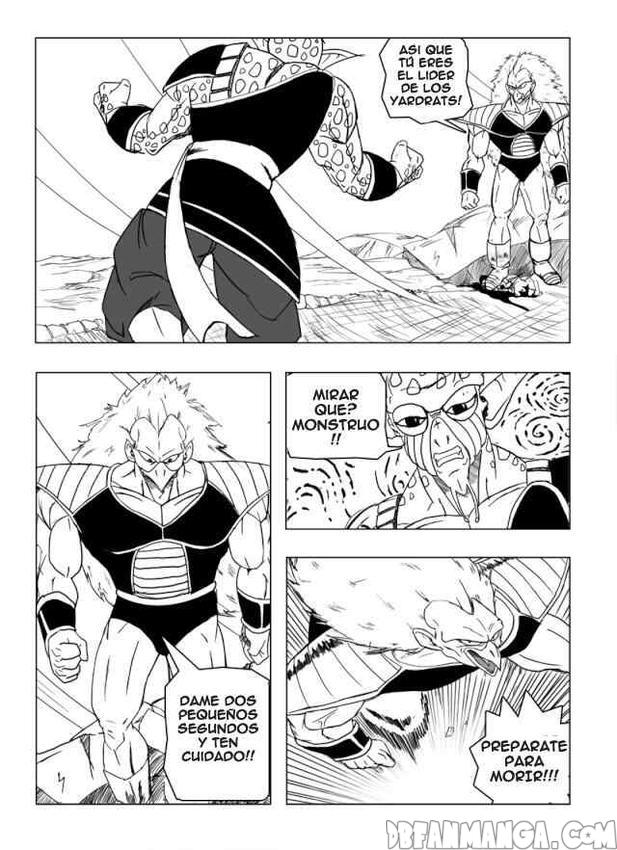 ASI QUE
TÚ ERES
EL LIDER
DE LOS
YARDRATS!
MIRAR
QUE?
MONSTRUO
!!
DAME DOS
PEQUEÑOS
SEGUNDOS
Y TEN
CUIDADO!!
PREPARATE
PARA
MORIR!!!
DBFANMANGA.COM